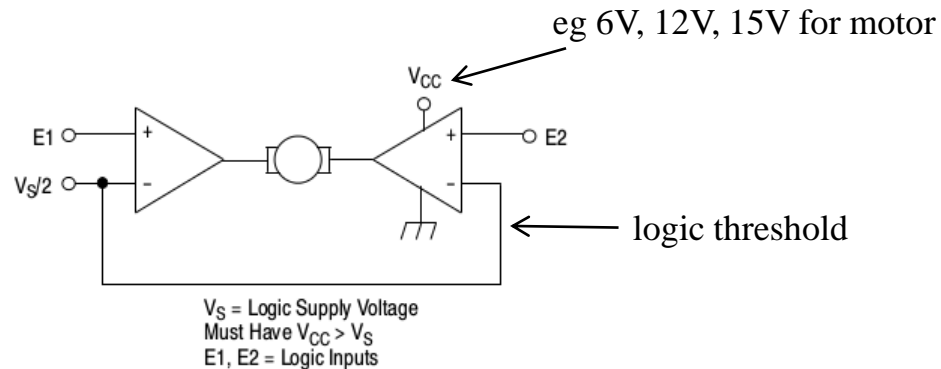 eg 6V, 12V, 15V for motor
VCC
E1
+
+
E2
VS/2
-
-
logic threshold
VS = Logic Supply Voltage
Must Have VCC > VS
E1, E2 = Logic Inputs